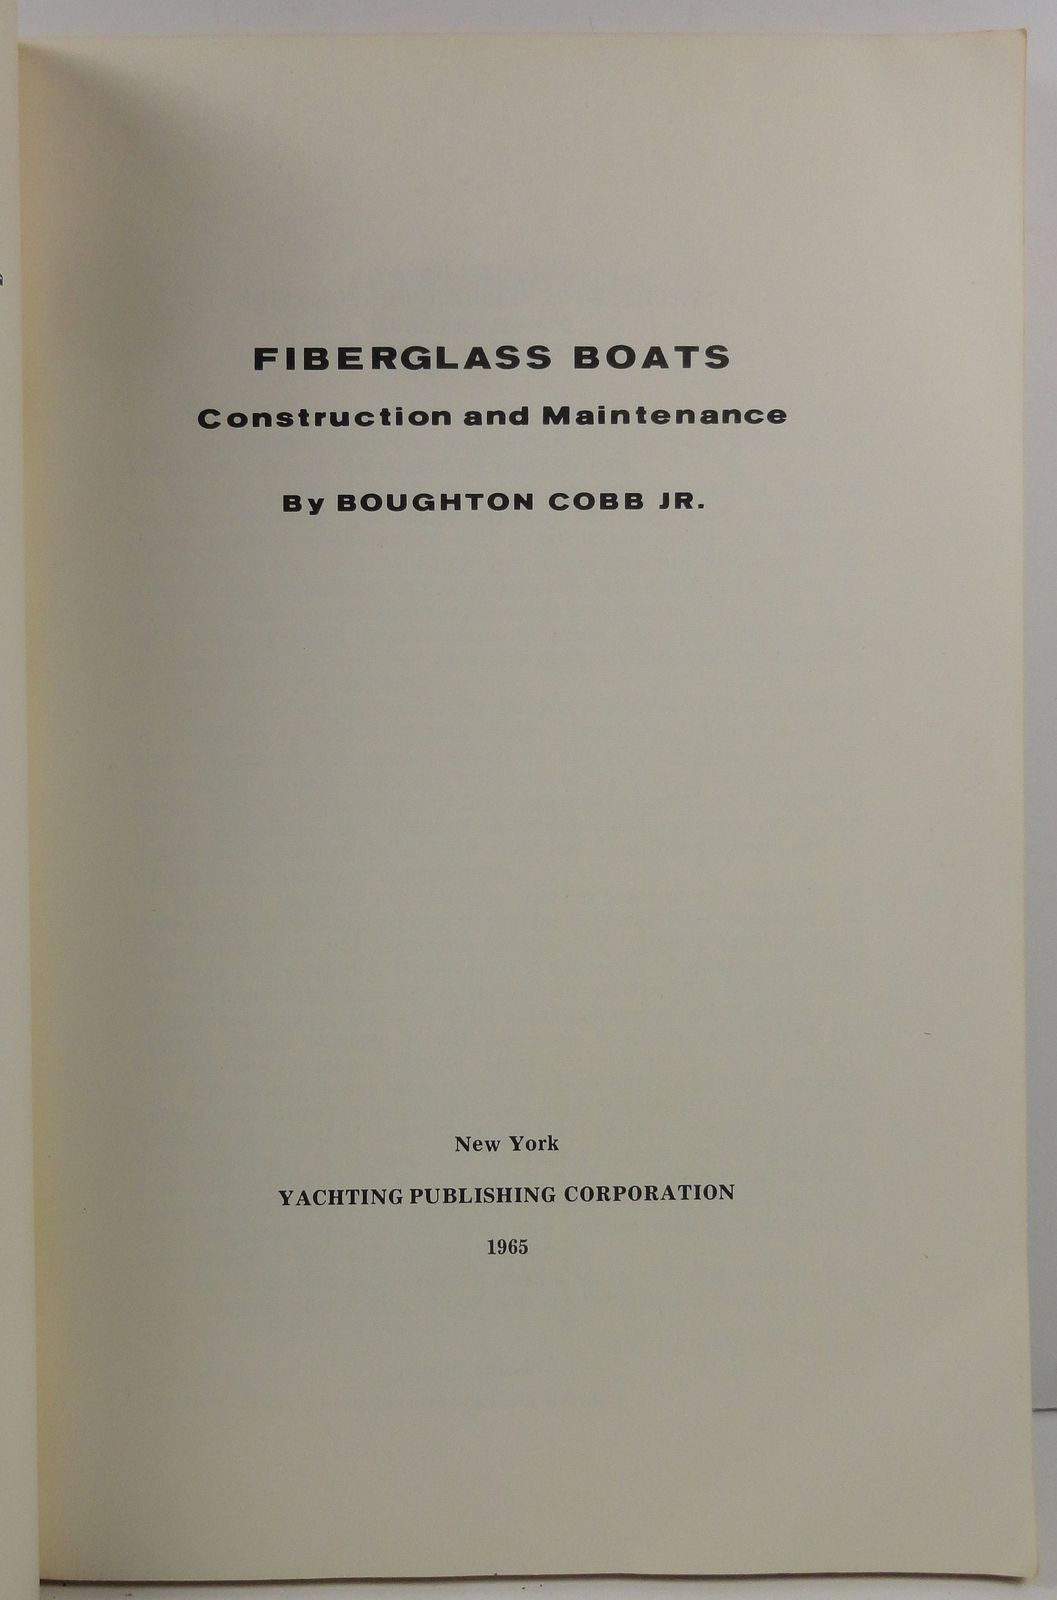 FIBERGLASS BOATS
Construction and Maintenance
By BOUGHTON COBB JR.
New York
YACHTING PUBLISHING CORPORATION
1965